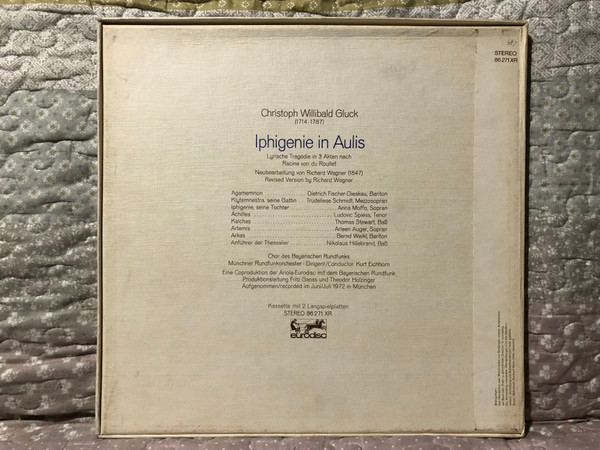 STEREO
86 271 XR
Christoph Willibald Gluck
(1714-1787)
Iphigenie in Aulis
Lyrische Tragödie in 3 Akten nach
Racine von du Roullet
Neubearbeitung von Richard Wagner (1847)
Revised Version by Richard Wagner
Agamemnon Dietrich Fischer-Dieskau, Bariton
Klytämnestra, seine Gattin Trudeliese Schmidt, Mezzosopran
Iphigenie, seine Tochter Anna Moffo, Sopran
Achilles Ludovic Spiess, Tenor
Kalchas Thomas Stewart, Baß
Artemis Arleen Auger, Sopran
Arkas Bernd Weikl, Bariton
Anführer der Thessalier Nikolaus Hillebrand, Baß
Chor des Bayerischen Rundfunks
Münchner Rundfunkorchester · Dirigent/Conductor: Kurt Eichhorn
Eine Coproduktion der Ariola-Eurodisc mit dem Bayerischen Rundfunk
Produktionsleitung Fritz Ganss und Theodor Holzinger
Aufgenommen/recorded im Juni/Juli 1972 in München
Kassette mit 2 Langspielplatten
STEREO 86 271 XR
eurodisc